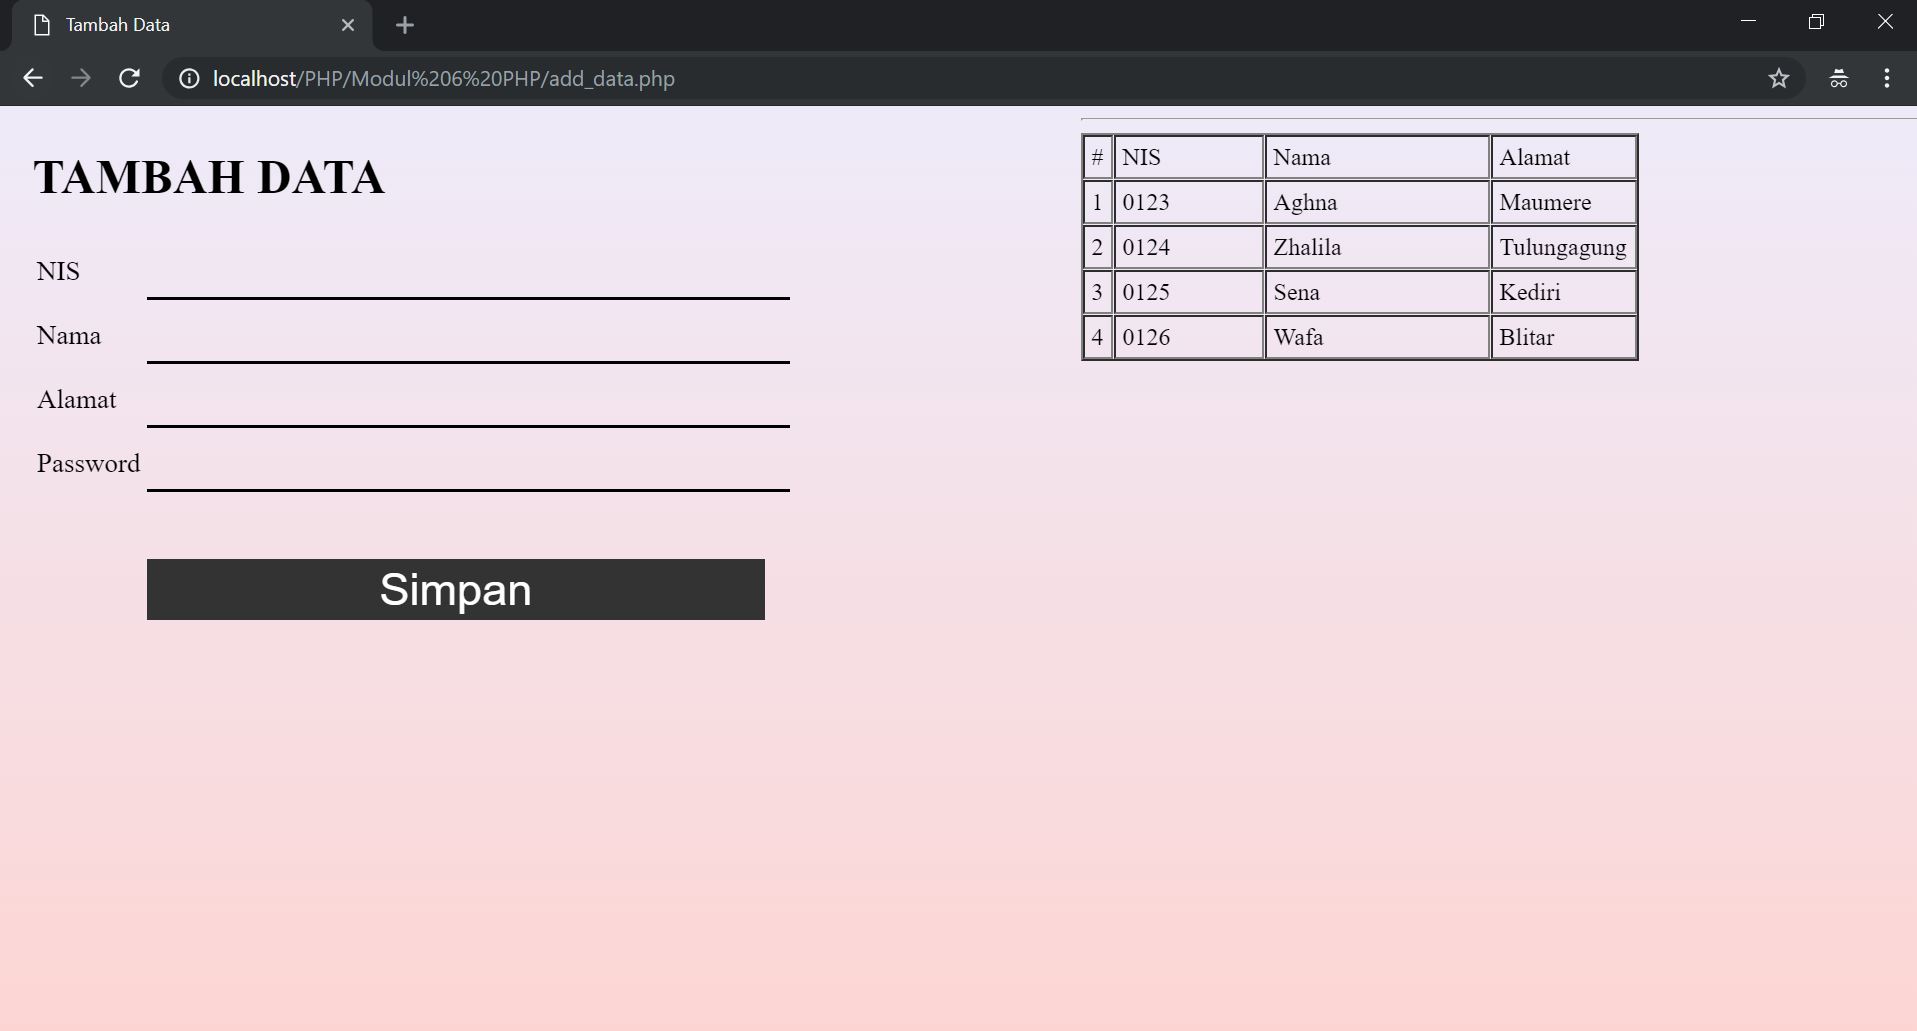 Tambah Data
localhost/PHP/Modul%206%20PHP/add_data.php
TAMBAH DATA
NIS
Nama
Alamat
Password
Simpan
# NIS Nama Alamat
1 0123 Aghna Maumere
2 0124 Zhalila Tulungagung
3 0125 Sena Kediri
4 0126 Wafa Blitar